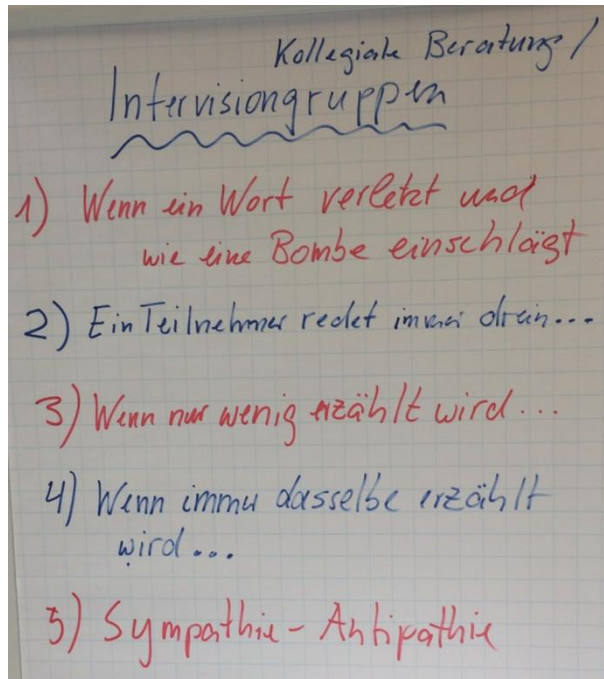 Kollegiale Beratung /
Intervisiongruppen
1) Wenn ein Wort verletzt und
wie eine Bombe einschlägt
2) Ein Teilnehmer redet immer drein...
3) Wenn nur wenig erzählt wird...
4) Wenn immer dasselbe erzählt
wird...
5) Sympathie - Antipathie